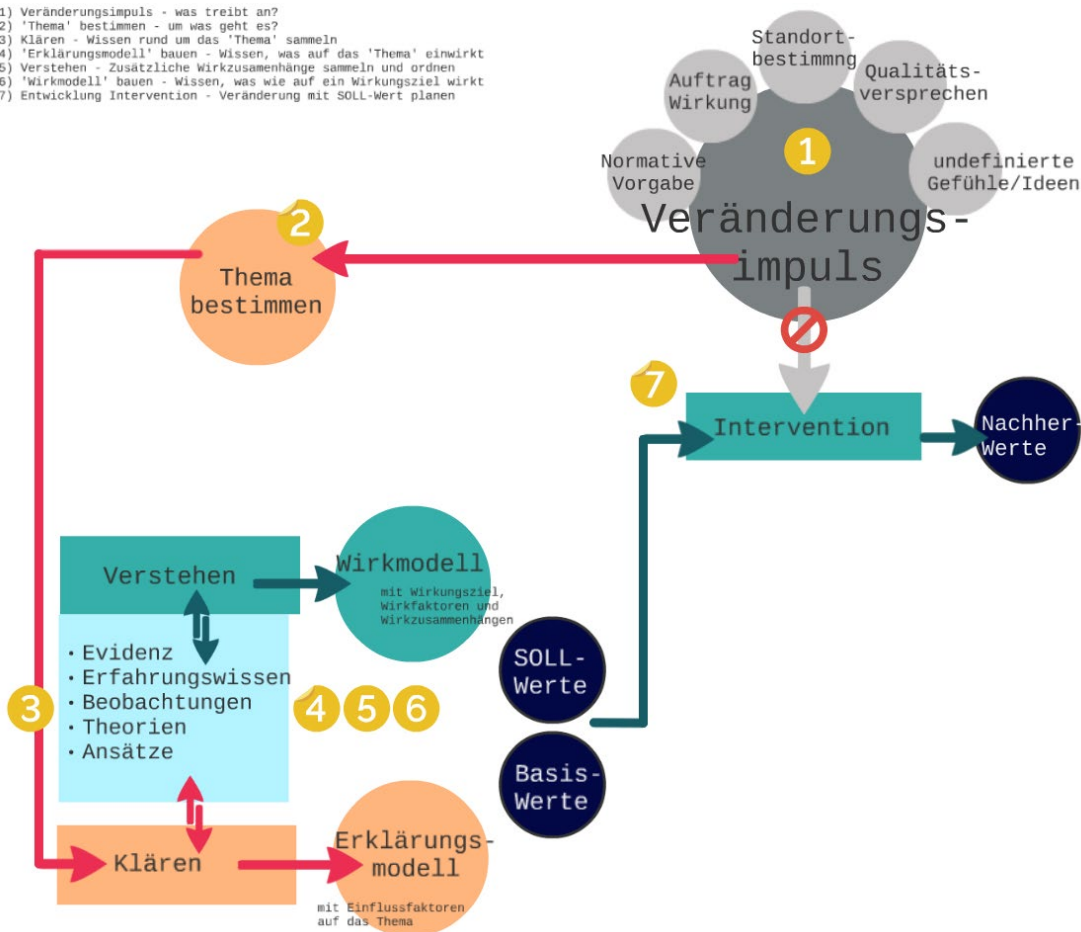 1) Veränderungsimpuls - was treibt an?
2) 'Thema' bestimmen - um was geht es?
3) Klären - Wissen rund um das 'Thema' sammeln
4) 'Erklärungsmodell' bauen - Wissen, was auf das 'Thema' einwirkt
5) Verstehen - Zusätzliche Wirkzusamenhänge sammeln und ordnen
6) 'Wirkmodell' bauen - Wissen, was wie auf ein Wirkungsziel wirkt
7) Entwicklung Intervention - Veränderung mit SOLL-Wert planen
Standort-
bestimmng
Auftrag
Wirkung
Qualitäts-
versprechen
Normative
Vorgabe
1
undefinierte
Gefühle/Ideen
Veränderungs-
impuls
2
Thema
bestimmen
7
Intervention
Nachher-
Werte
Verstehen
Wirkmodell
mit Wirkungsziel,
Wirkfaktoren und
Wirkzusammenhängen
• Evidenz
• Erfahrungswissen
• Beobachtungen
• Theorien
• Ansätze
3
4 5 6
SOLL-
Werte
Basis-
Werte
Klären
Erklärungs-
modell
mit Einflussfaktoren
auf das Thema